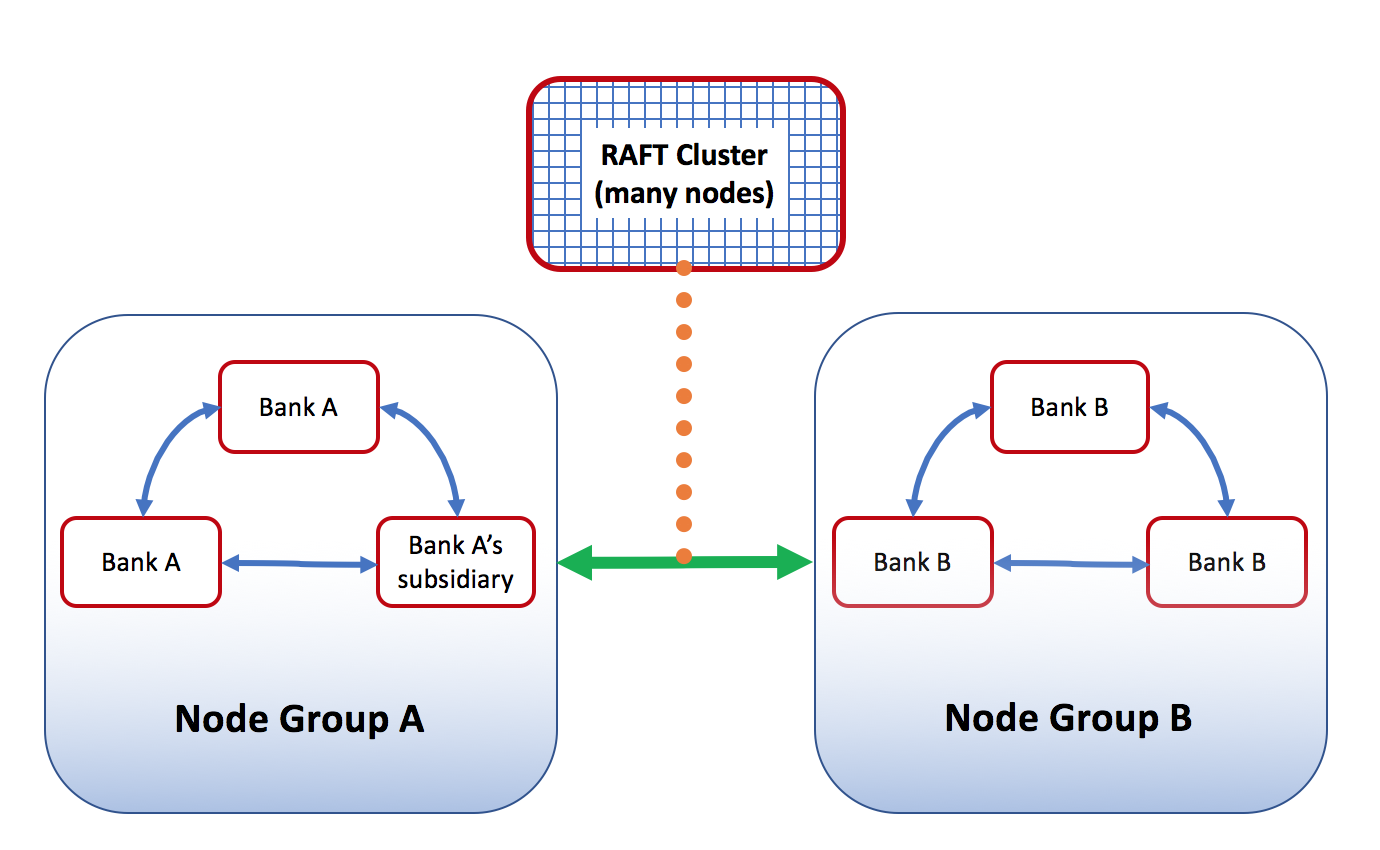 RAFT Cluster
(many nodes)
Bank A
Bank B
Bank A
Bank A’s
subsidiary
Bank B
Bank B
Node Group A
Node Group B